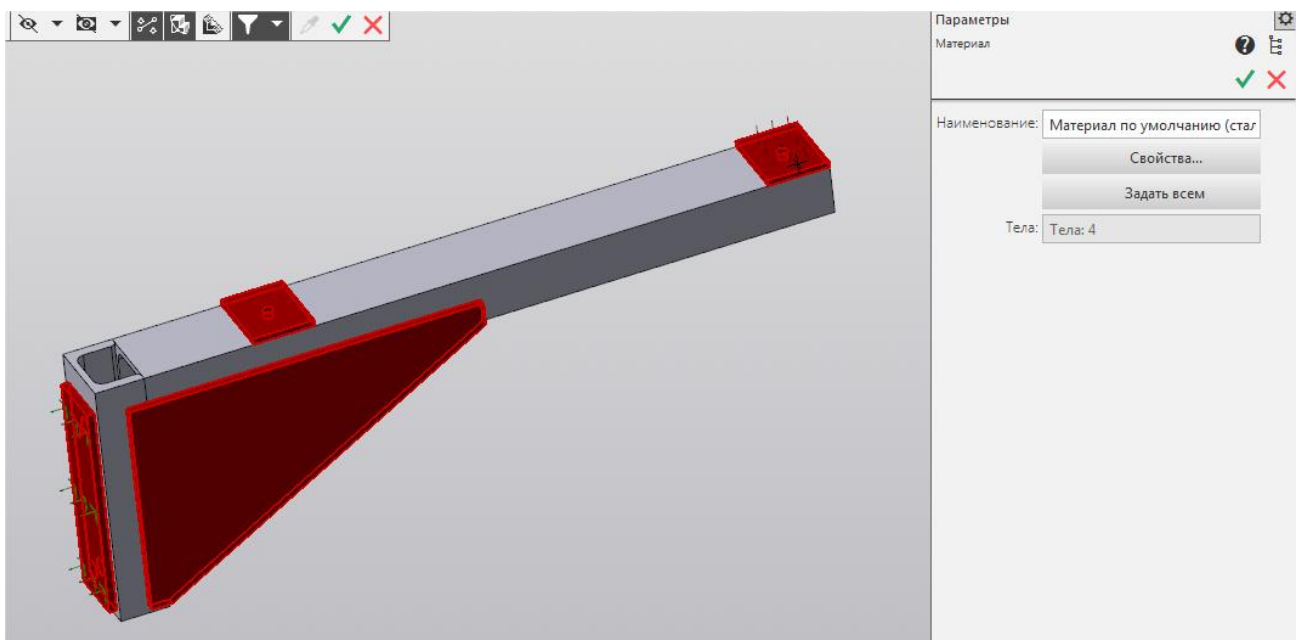 Параметры
Материал
Наименование: Материал по умолчанию (стал
Свойства...
Задать всем
Тела: Тела: 4